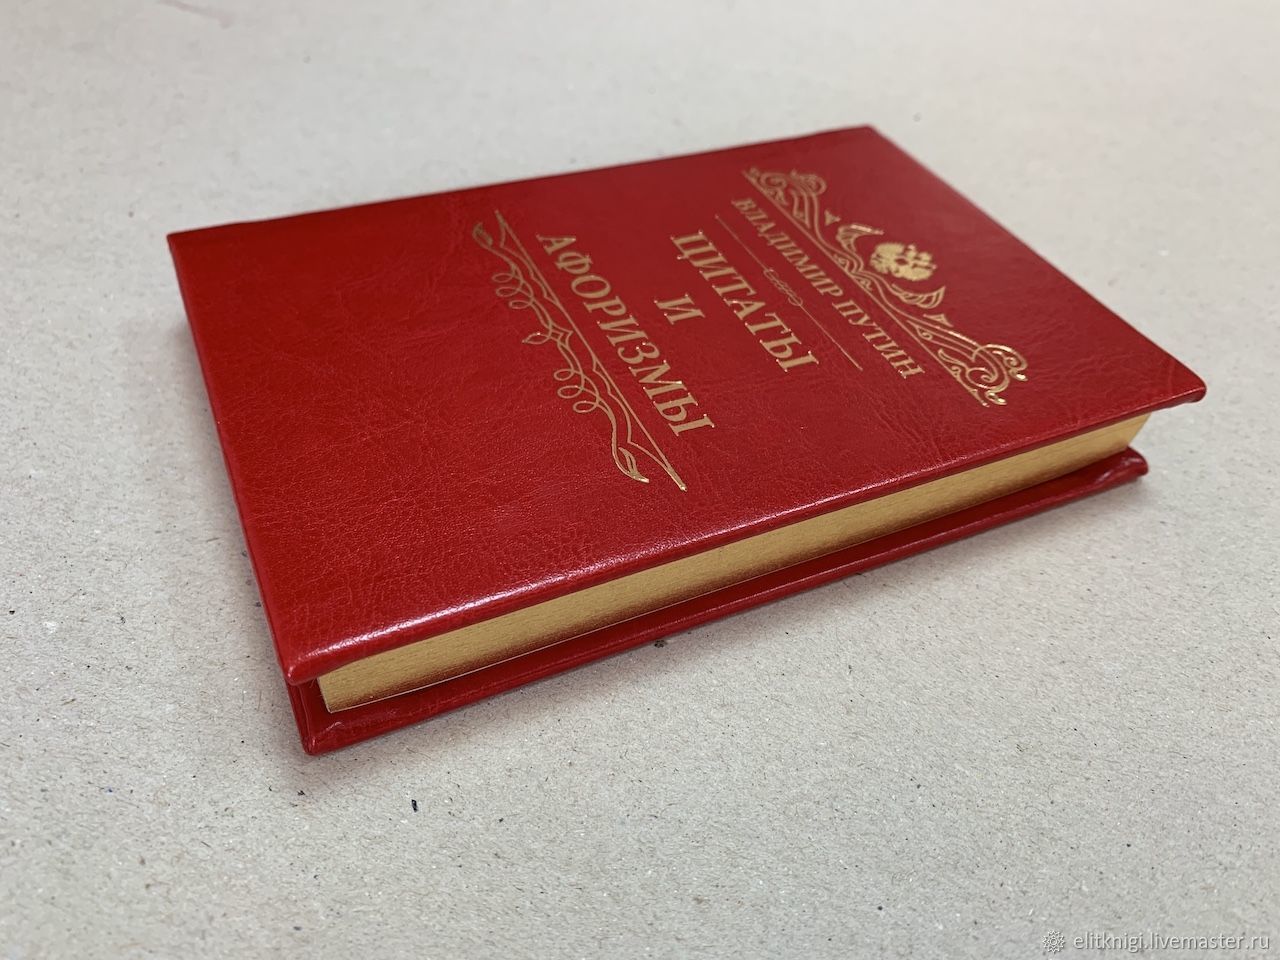 ВЛАДИМИР ПУТИН
ЦИТАТЫ
И
АФОРИЗМЫ
elitknigi.livemaster.ru